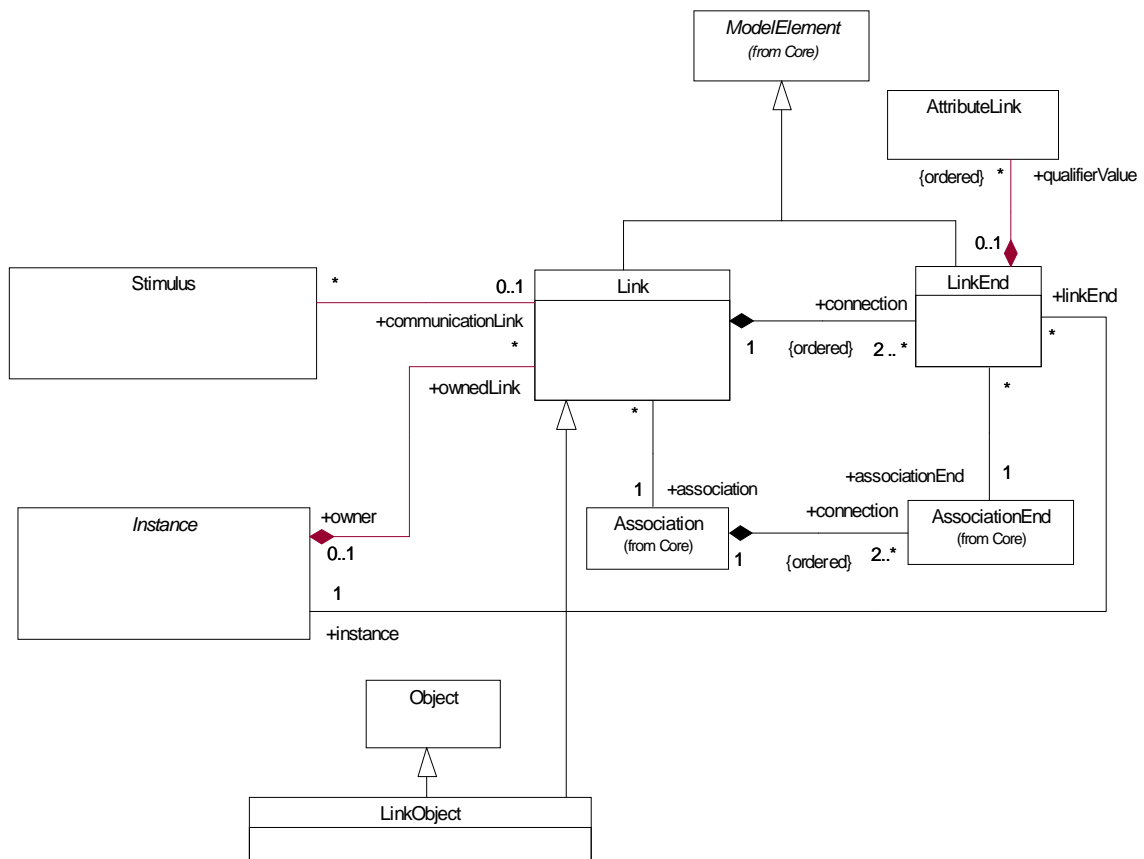 ModelElement
(from Core)
AttributeLink
{ordered}
*
+qualifierValue
0..1
Stimulus
*
0..1
+communicationLink
Link
LinkEnd
+linkEnd
*
+connection
1
{ordered}
2 .. *
*
+ownedLink
*
*
1
+association
+associationEnd
1
Instance
+owner
0..1
Association
(from Core)
+connection
1
{ordered}
2..*
AssociationEnd
(from Core)
1
+instance
Object
LinkObject